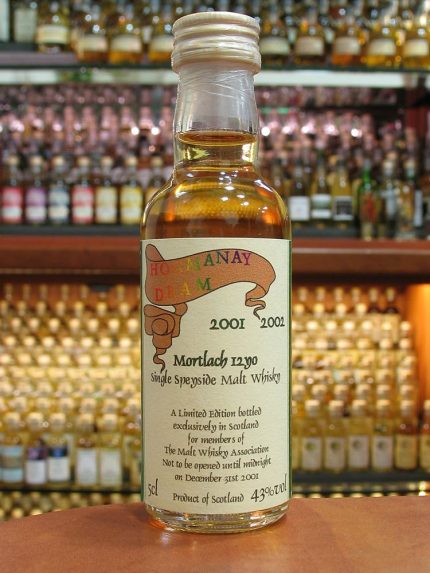 HOGMANAY
DRAM
2001 2002
Mortlach 12yo
Single Speyside Malt Whisky
A Limited Edition bottled
exclusively in Scotland
for members of
The Malt Whisky Association
Not to be opened until midnight
on December 31st 2001
5cl Product of Scotland 43%vol